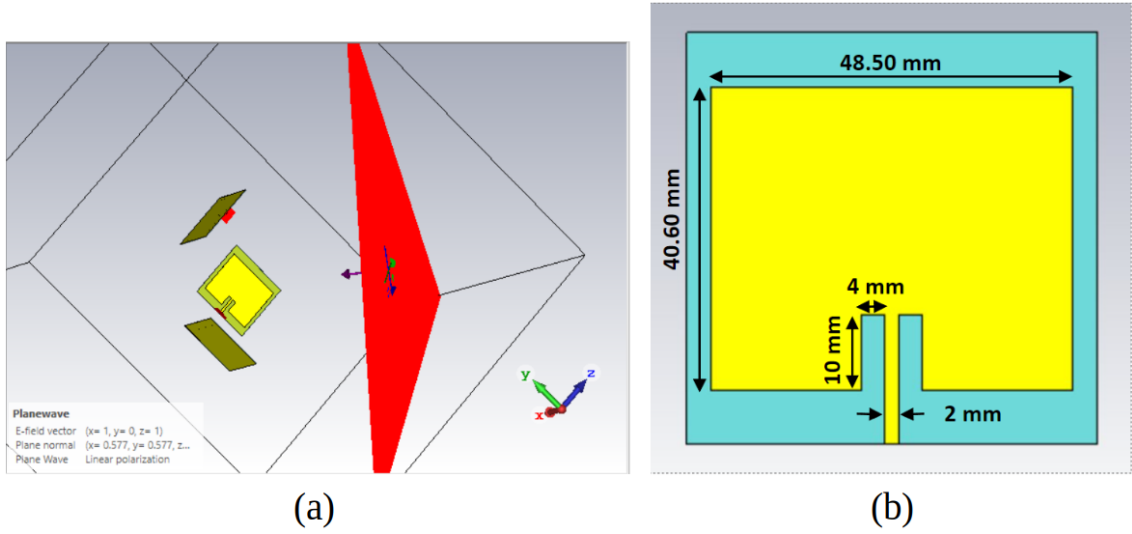 y
z
x
Planewave
E-field vector (x= 1, y= 0, z= 1)
Plane normal (x= 0.577, y= 0.577, z...
Plane Wave Linear polarization
(a)
48.50 mm
40.60 mm
4 mm
10 mm
2 mm
(b)